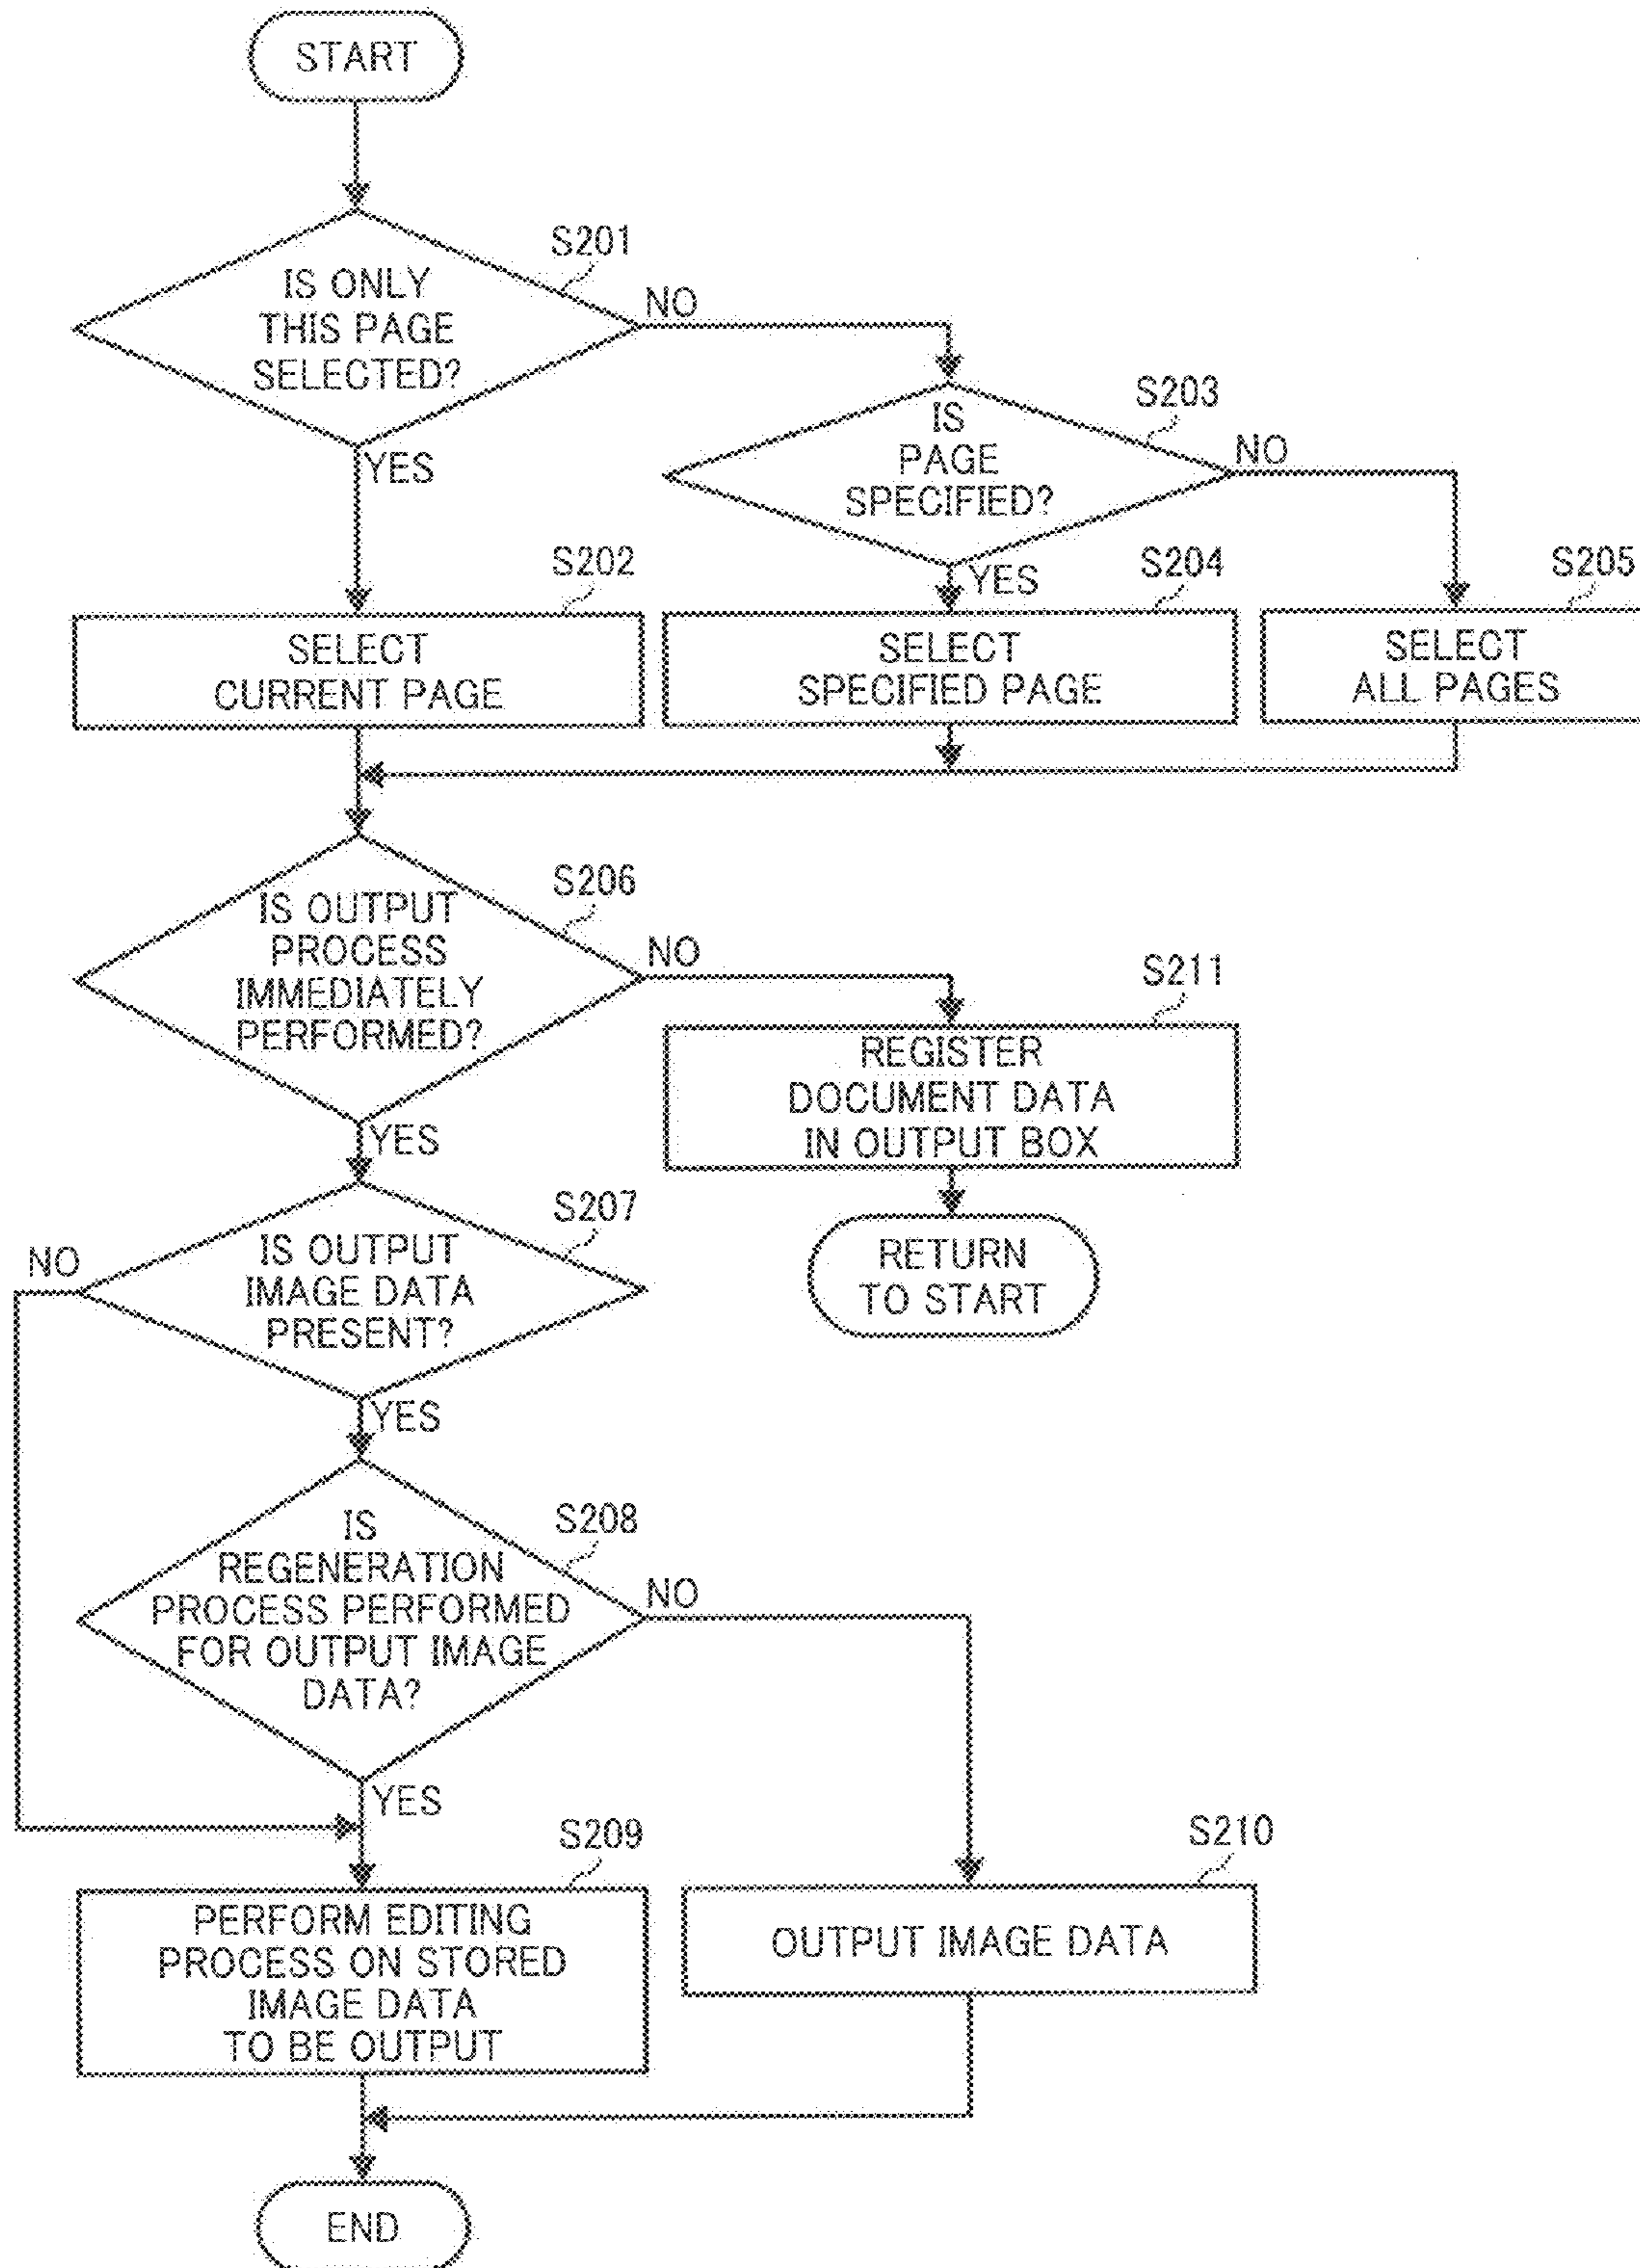 START
S201
IS ONLY
THIS PAGE
SELECTED?
NO
YES
S203
IS
PAGE
SPECIFIED?
NO
YES
S202
SELECT
CURRENT PAGE
S204
SELECT
SPECIFIED PAGE
S205
SELECT
ALL PAGES
S206
IS OUTPUT
PROCESS
IMMEDIATELY
PERFORMED?
NO
YES
S211
REGISTER
DOCUMENT DATA
IN OUTPUT BOX
RETURN
TO START
S207
IS OUTPUT
IMAGE DATA
PRESENT?
NO
YES
S208
IS
REGENERATION
PROCESS PERFORMED
FOR OUTPUT IMAGE
DATA?
NO
YES
S209
PERFORM EDITING
PROCESS ON STORED
IMAGE DATA
TO BE OUTPUT
S210
OUTPUT IMAGE DATA
END